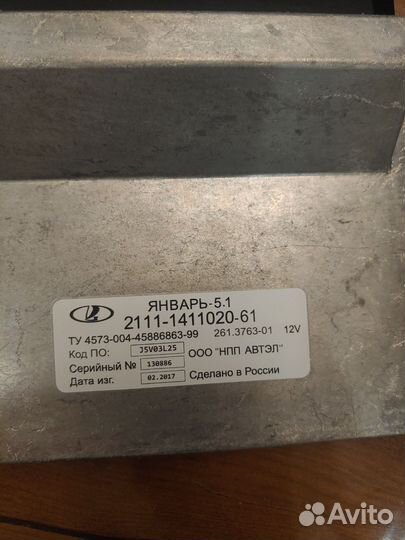 ЯНВАРЬ-5.1
2111-1411020-61
ТУ 4573-004-45886863-99 261.3763-01 12V
Код ПО: J5V03L25 ООО "НПП АВТЭЛ"
Серийный № 130886
Дата изг. 02.2017 Сделано в России
Avito